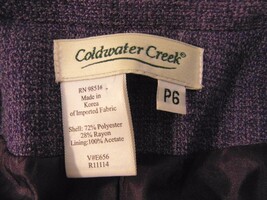 Coldwater Creek®
RN 98518
Made in
Korea
of Imported Fabric
P6
Shell: 72% Polyester
28% Rayon
Lining:100% Acetate
V#E656
R11114